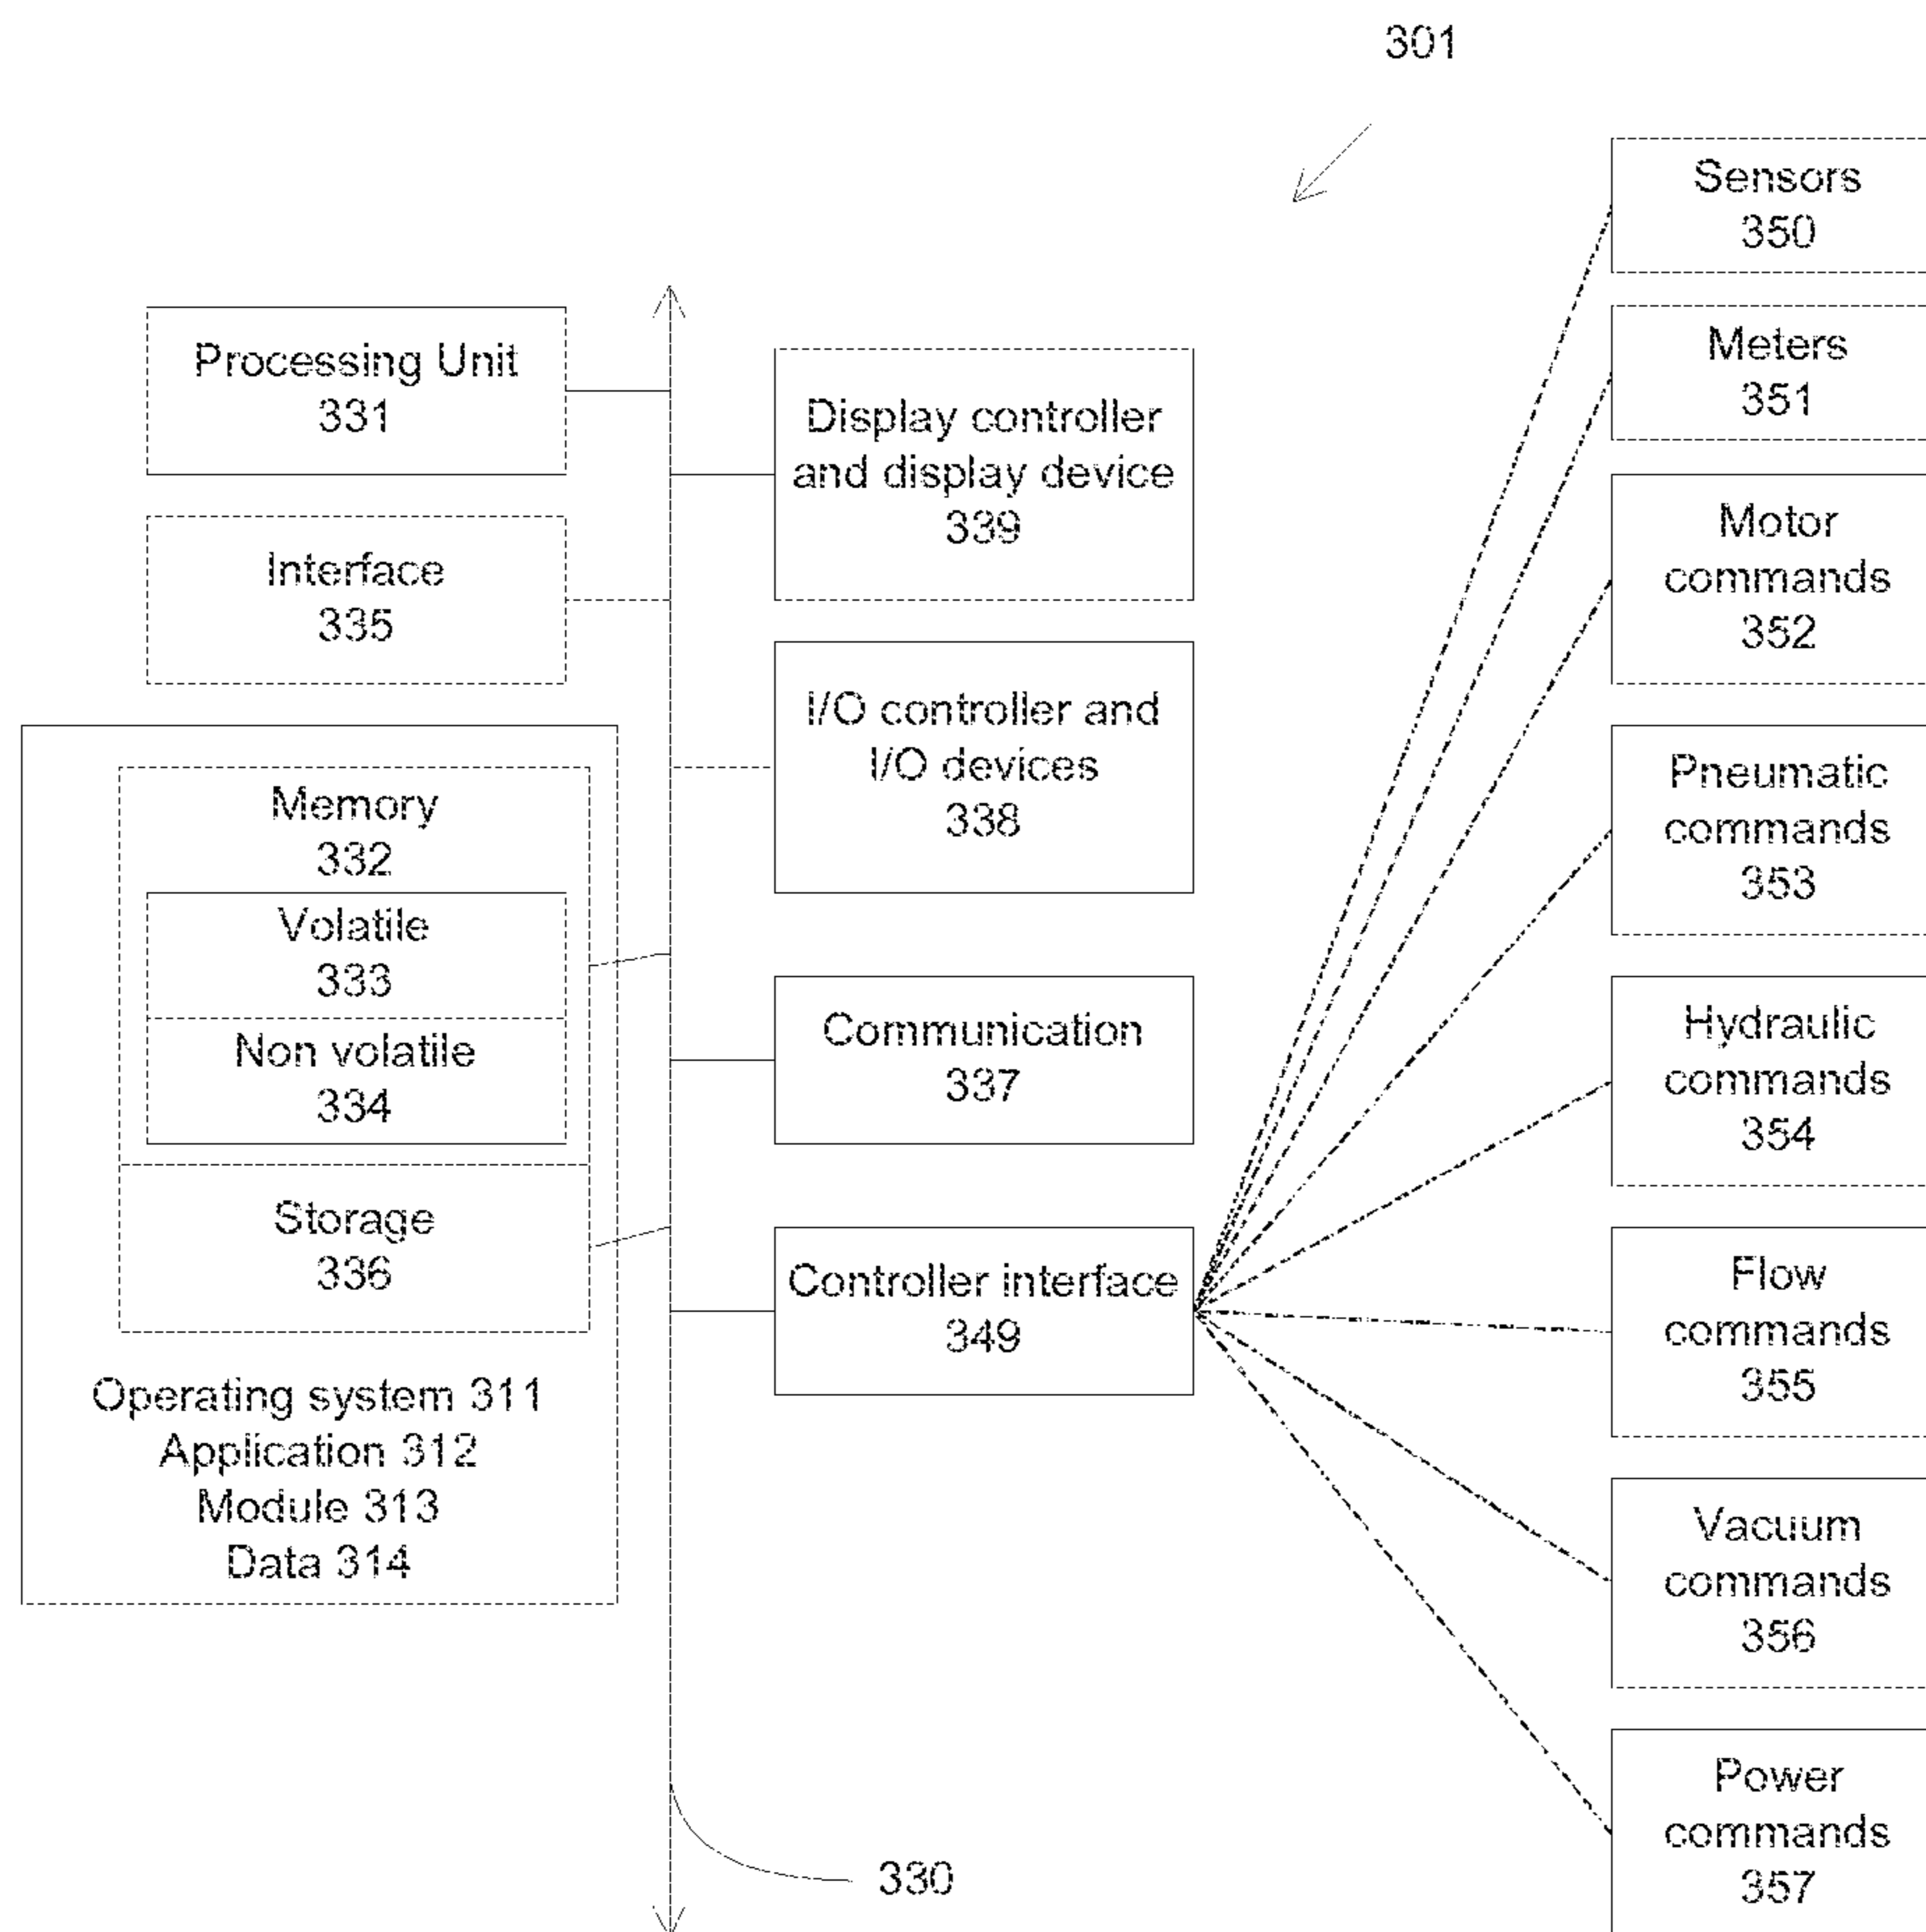 301
Processing Unit
331
Interface
335
Memory
332
Volatile
333
Non volatile
334
Storage
336
Operating system 311
Application 312
Module 313
Data 314
Display controller
and display device
339
I/O controller and
I/O devices
338
Communication
337
Controller interface
349
330
Sensors
350
Meters
351
Motor
commands
352
Pneumatic
commands
353
Hydraulic
commands
354
Flow
commands
355
Vacuum
commands
356
Power
commands
357